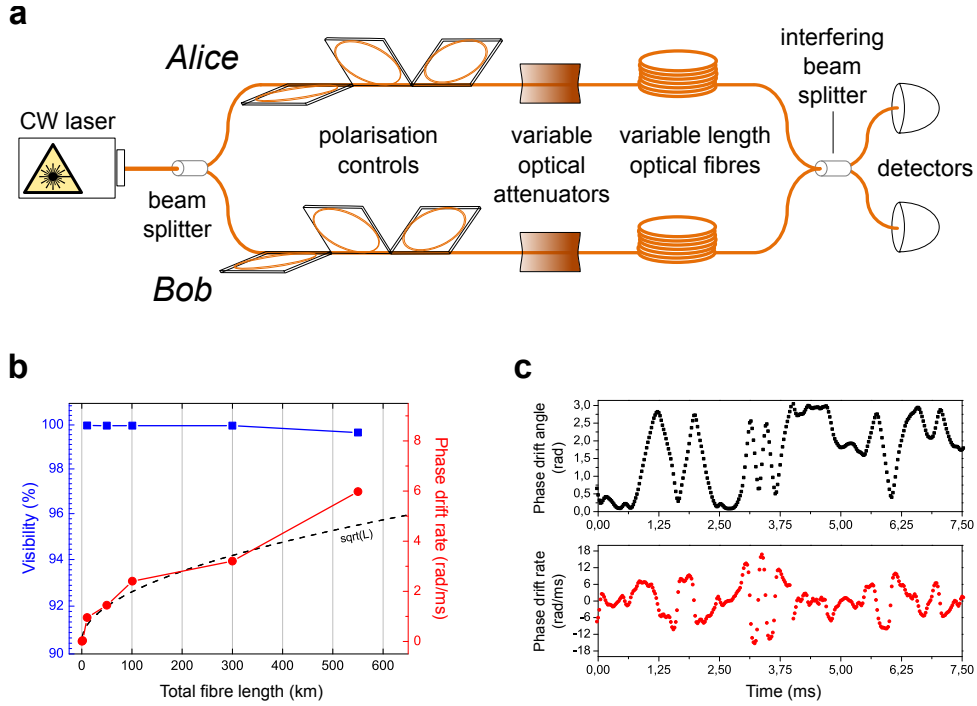 a
Alice
CW laser
beam
splitter
polarisation
controls
variable
optical
attenuators
variable length
optical fibres
interfering
beam
splitter
detectors
Bob
b
Visibility (%)
100
98
96
94
92
90
Phase drift rate (rad/ms)
8
6
4
2
0
sqrt(L)
0 100 200 300 400 500 600
Total fibre length (km)
c
Phase drift angle
(rad)
3,0
2,5
2,0
1,5
1,0
0,5
0,0
0,00 1,25 2,50 3,75 5,00 6,25 7,50
Phase drift rate
(rad/ms)
18
12
6
0
-6
-12
-18
0,00 1,25 2,50 3,75 5,00 6,25 7,50
Time (ms)